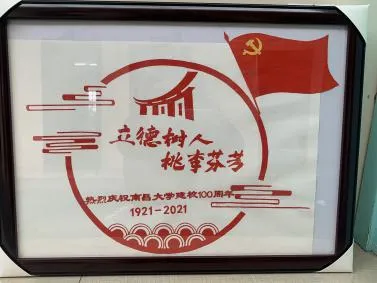 立德树人
桃李芬芳
热烈庆祝南昌大学建校100周年
1921-2021